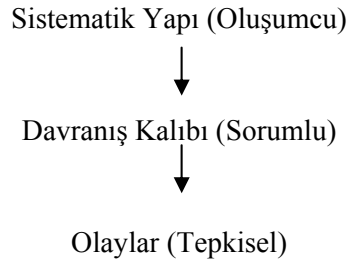 Sistematik Yapı (Oluşumcu)
Davranış Kalıbı (Sorumlu)
Olaylar (Tepkisel)